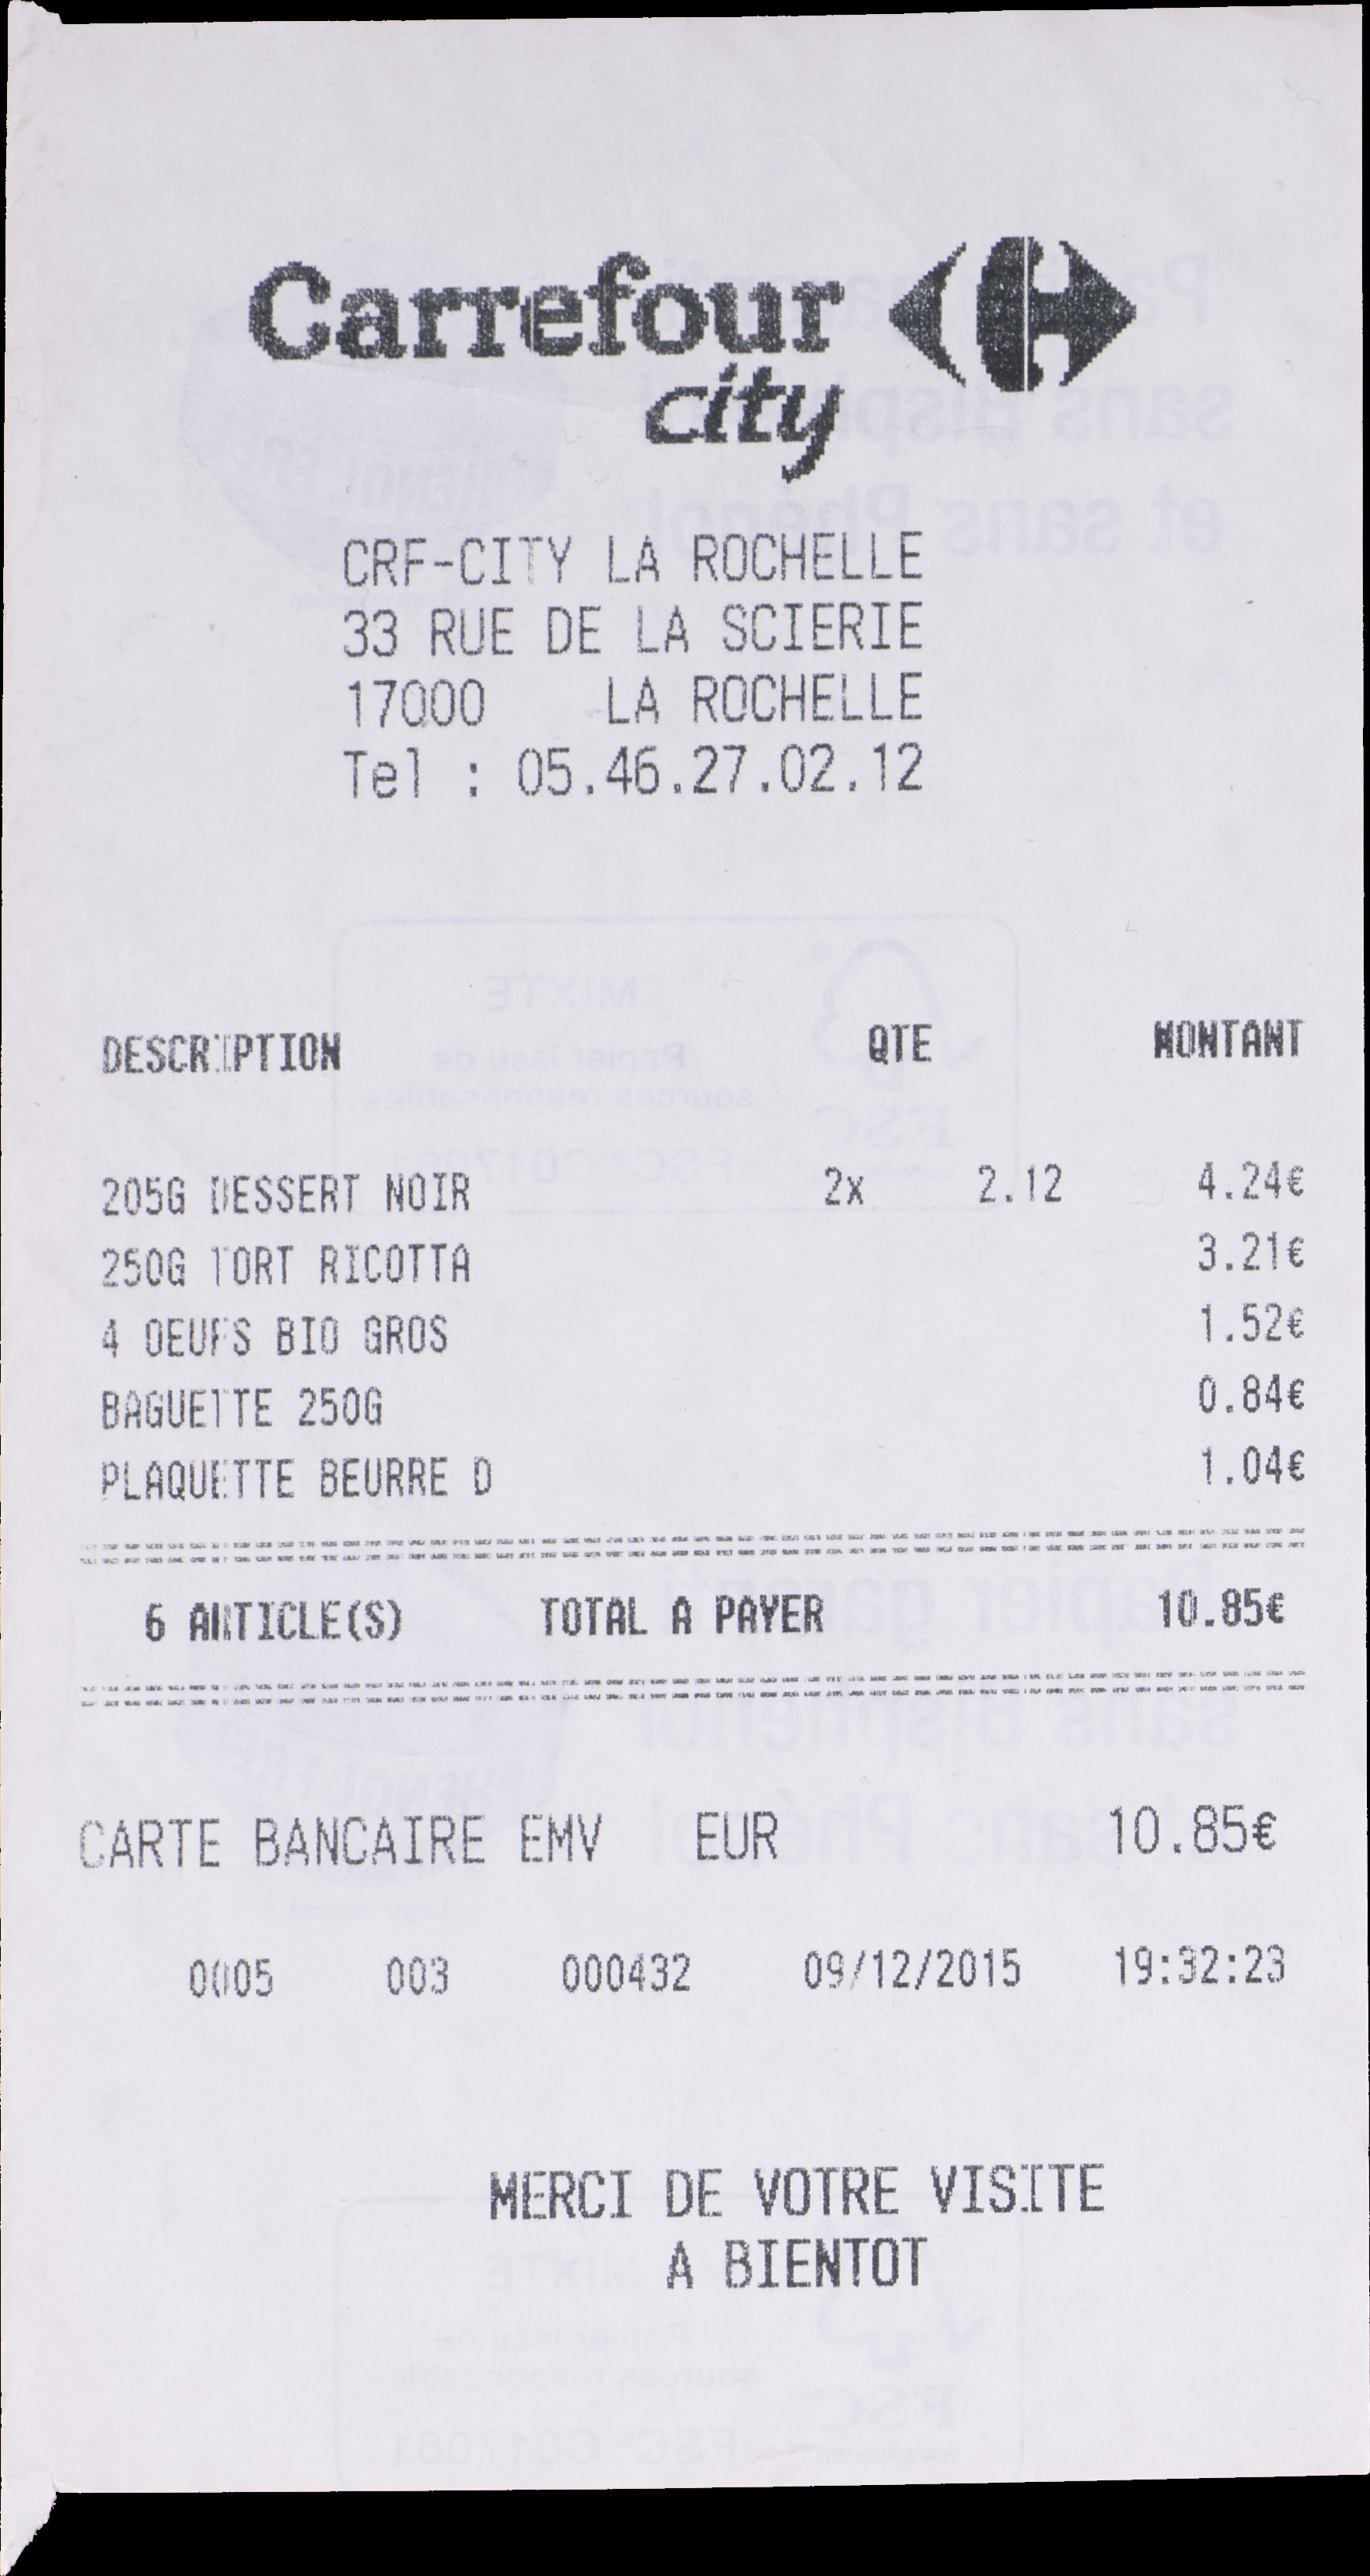 Carrefour
city
CRF-CITY LA ROCHELLE
33 RUE DE LA SCIERIE
17000 LA ROCHELLE
Tel : 05.46.27.02.12
DESCRIPTION QTE MONTANT
205G DESSERT NOIR 2x 2.12 4.24€
250G TORT RICOTTA 3.21€
4 OEUFS BIO GROS 1.52€
BAGUETTE 250G 0.84€
PLAQUETTE BEURRE D 1.04€
6 ARTICLE(S) TOTAL A PAYER 10.85€
CARTE BANCAIRE EMV EUR 10.85€
0005 003 000432 09/12/2015 19:32:23
MERCI DE VOTRE VISITE
A BIENTOT